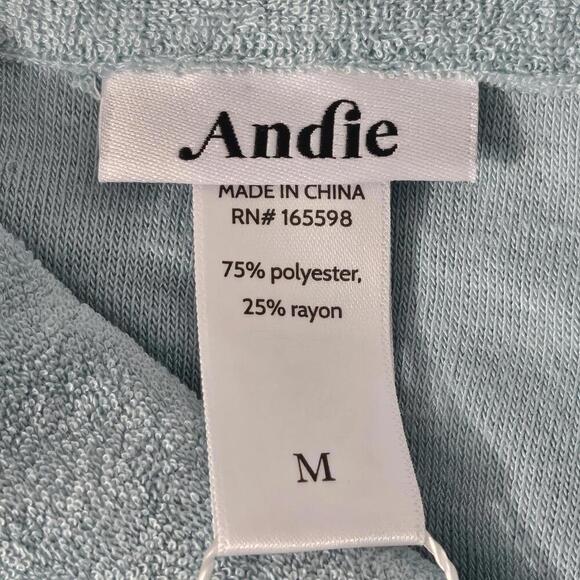 Andie
MADE IN CHINA
RN# 165598
75% polyester,
25% rayon
M